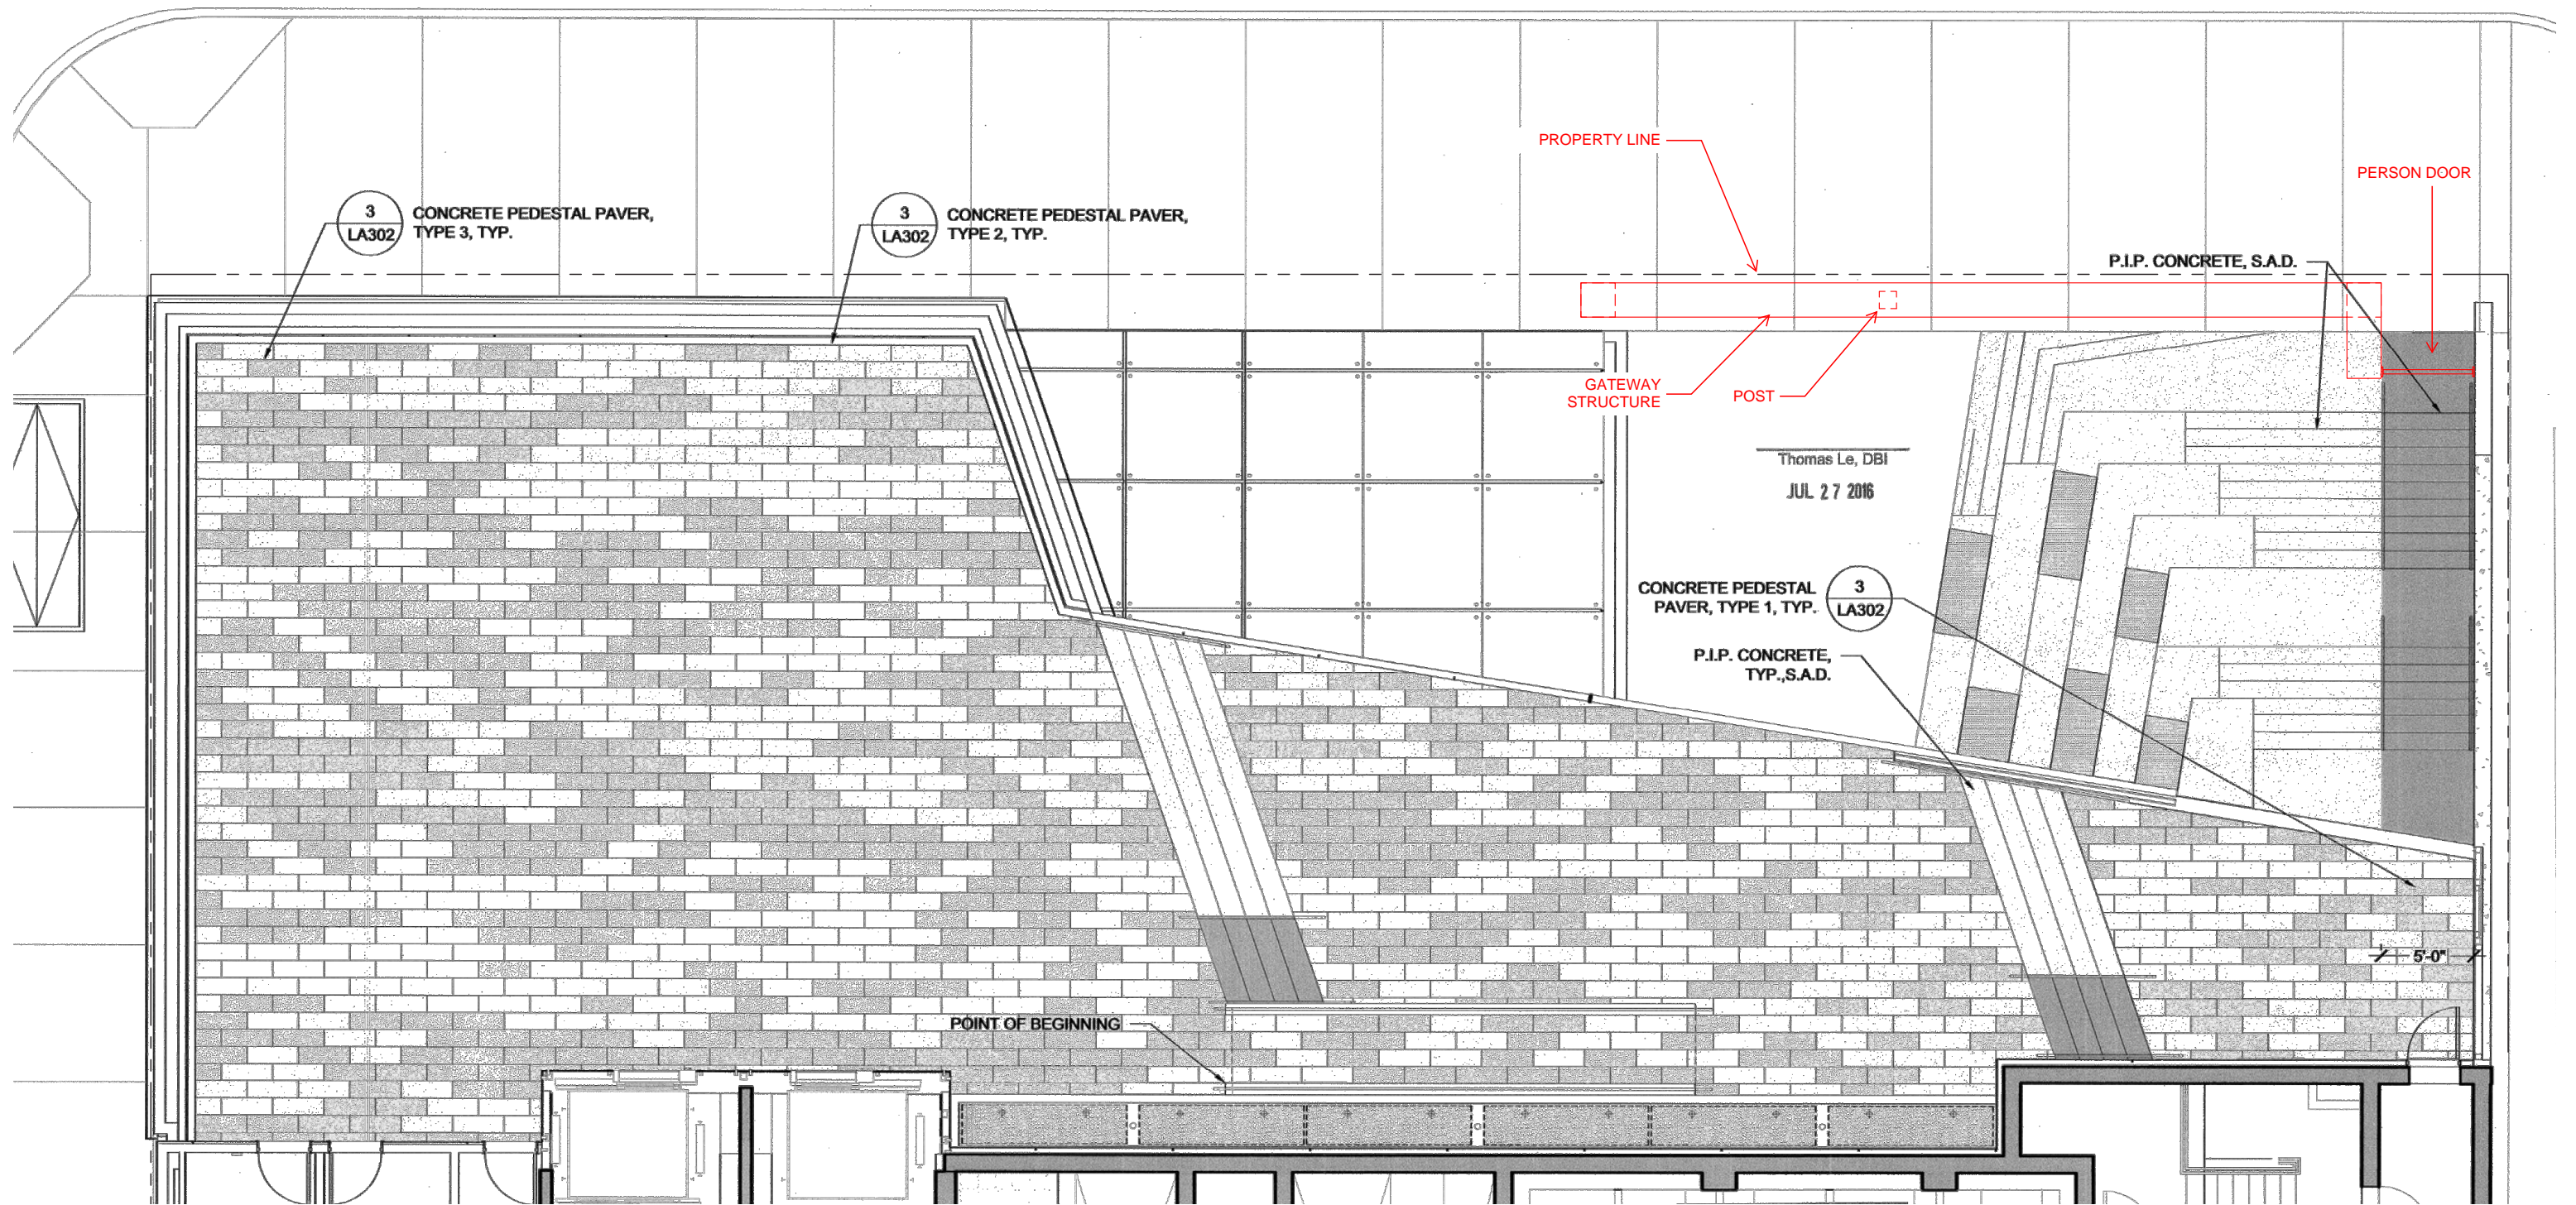 PROPERTY LINE
PERSON DOOR
3
LA302
CONCRETE PEDESTAL PAVER,
TYPE 3, TYP.
3
LA302
CONCRETE PEDESTAL PAVER,
TYPE 2, TYP.
P.I.P. CONCRETE, S.A.D.
GATEWAY
STRUCTURE
POST
Thomas Le, DBI
JUL 27 2016
CONCRETE PEDESTAL
PAVER, TYPE 1, TYP.
3
LA302
P.I.P. CONCRETE,
TYP.,S.A.D.
5'-0"
POINT OF BEGINNING